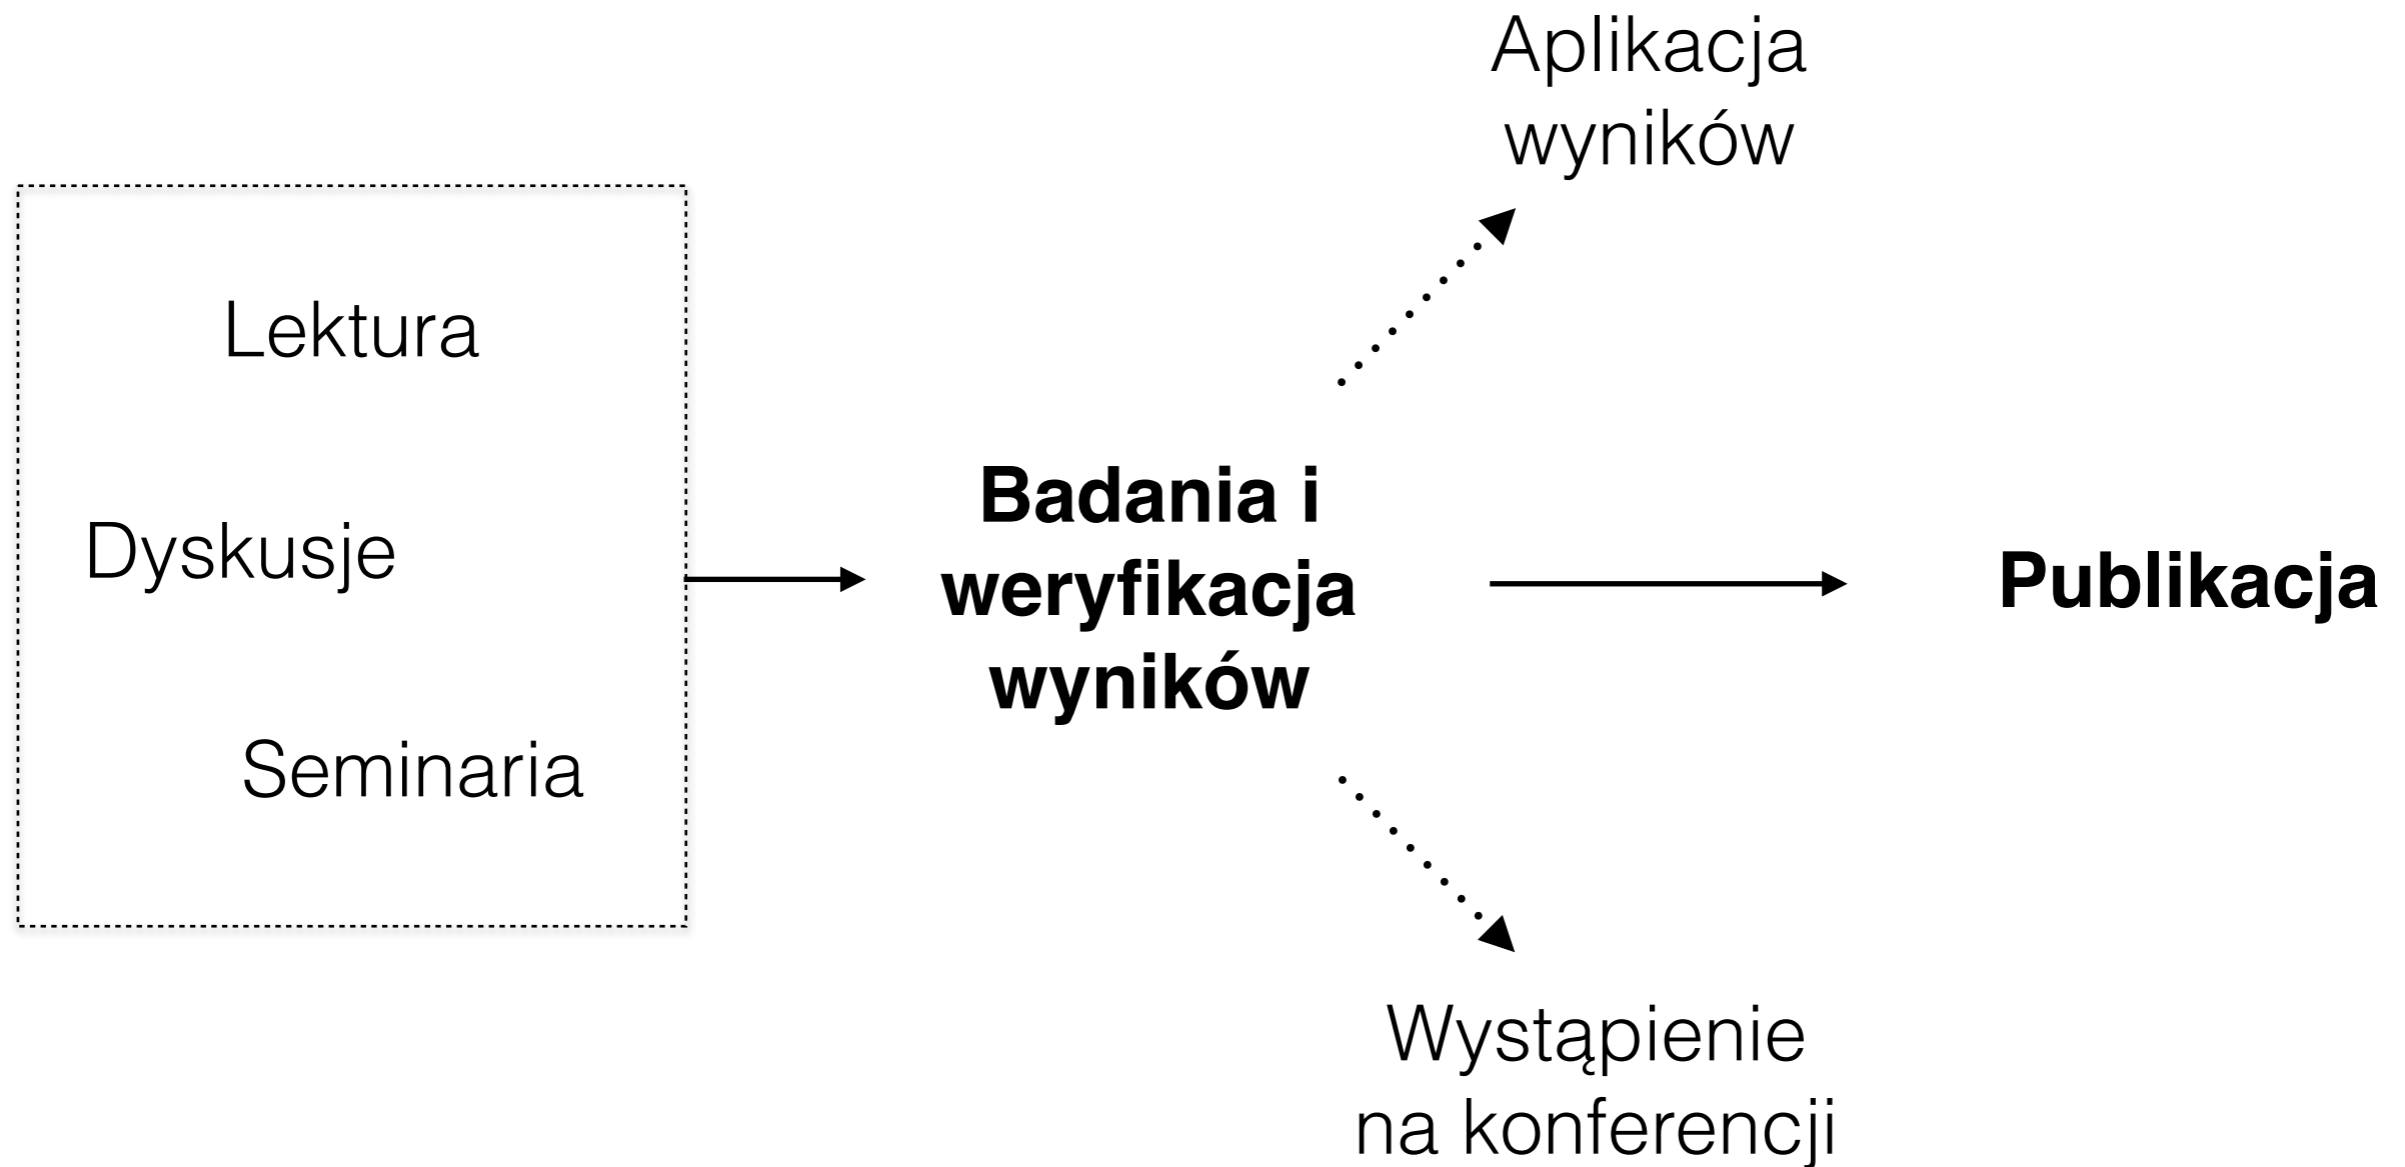 Aplikacja
wyników
Lektura
Dyskusje
Seminaria
Badania i
weryfikacja
wyników
Publikacja
Wystąpienie
na konferencji